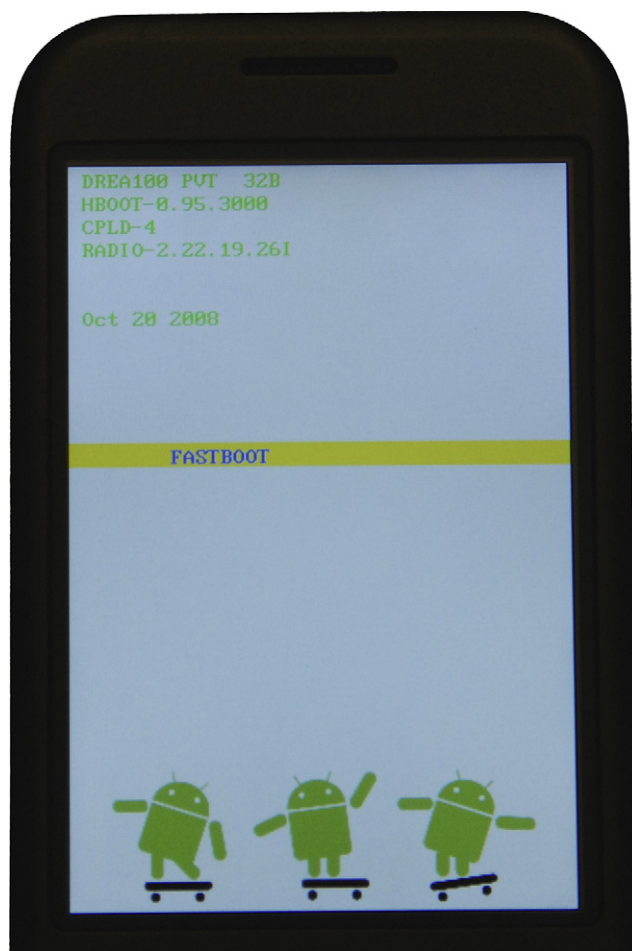 DREA100 PVT  32B
HBOOT-0.95.3000
CPLD-4
RADIO-2.22.19.26I
Oct 20 2008
FASTBOOT